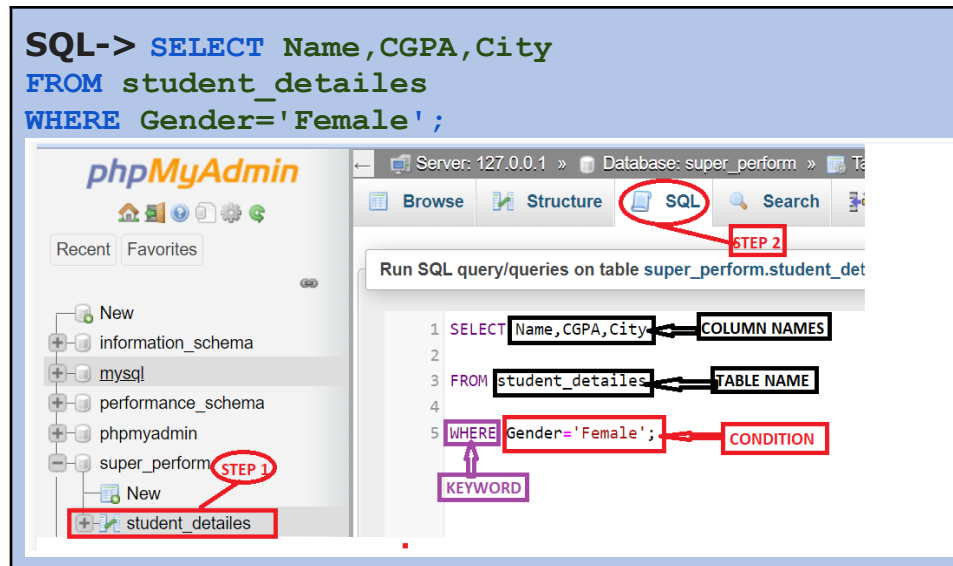 SQL-> SELECT Name,CGPA,City
FROM student_detailes
WHERE Gender='Female';
phpMyAdmin
Recent Favorites
New
information_schema
mysql
performance_schema
phpmyadmin
super_perform
STEP 1
New
student_detailes
← Server: 127.0.0.1 » Database: super_perform »
Browse Structure SQL Search
STEP 2
Run SQL query/queries on table super_perform.student_det
1 SELECT Name,CGPA,City COLUMN NAMES
2
3 FROM student_detailes TABLE NAME
4
5 WHERE Gender='Female'; CONDITION
KEYWORD